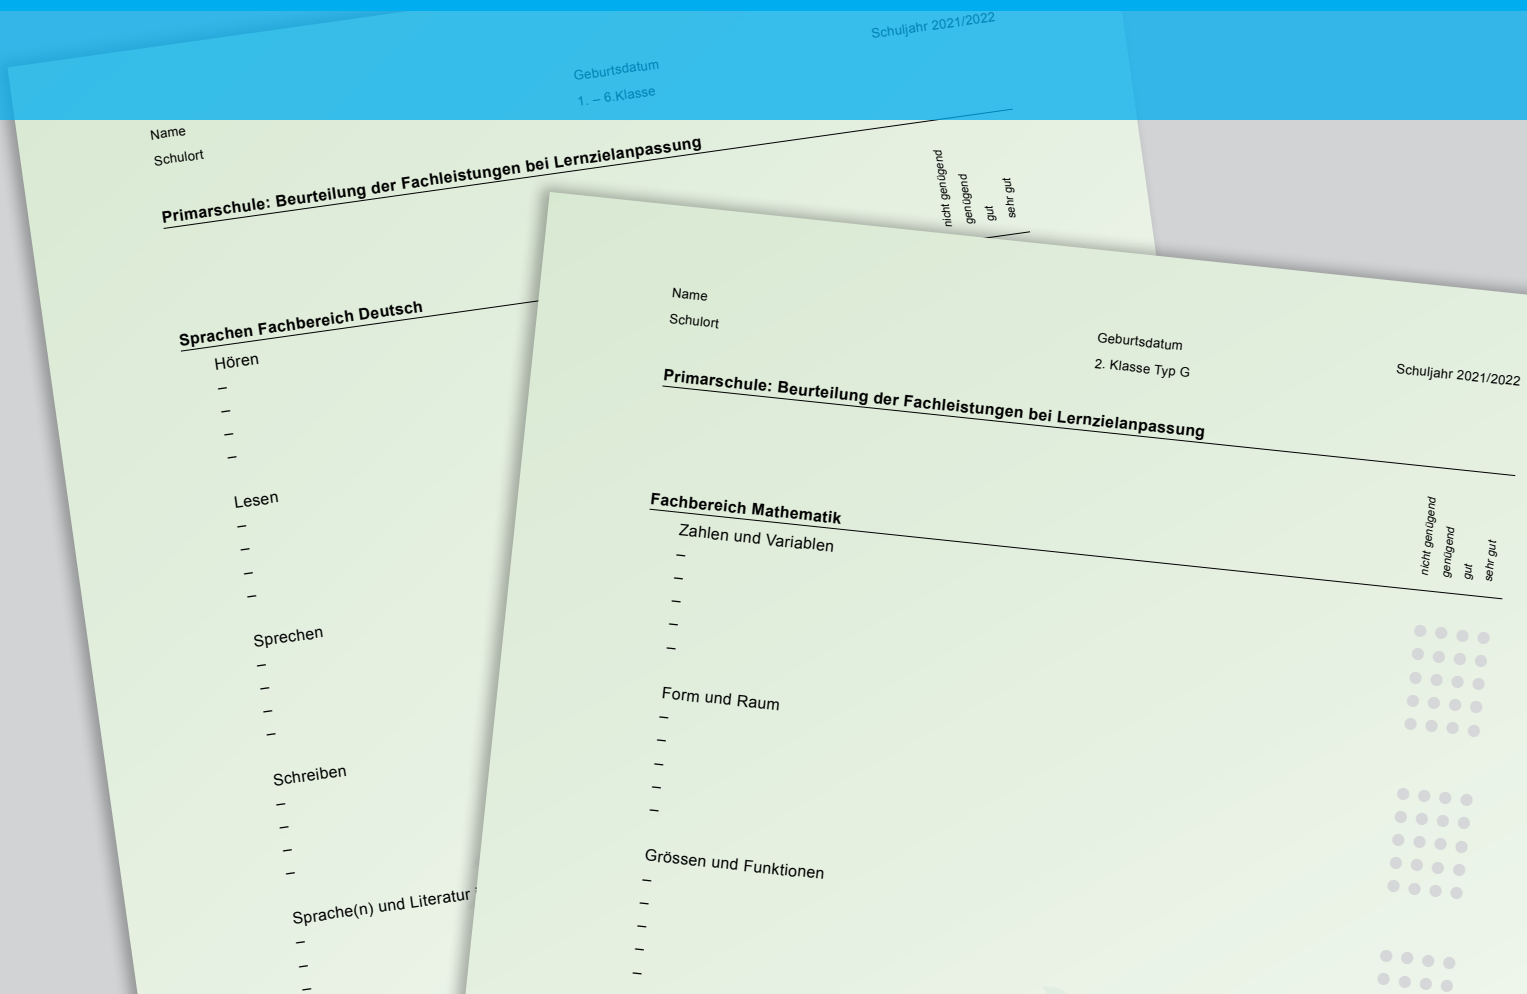 Schuljahr 2021/2022
Geburtsdatum
1. – 6.Klasse
Name
Schulort
Primarschule: Beurteilung der Fachleistungen bei Lernzielanpassung
nicht genügend
genügend
gut
sehr gut
Sprachen Fachbereich Deutsch
Hören
–
–
–
–
Lesen
–
–
–
–
Sprechen
–
–
–
–
Schreiben
–
–
–
–
Sprache(n) und Literatur
–
–
–
Name
Schulort
Geburtsdatum
2. Klasse Typ G
Schuljahr 2021/2022
Primarschule: Beurteilung der Fachleistungen bei Lernzielanpassung
nicht genügend
genügend
gut
sehr gut
Fachbereich Mathematik
Zahlen und Variablen
–
–
–
–
–
Form und Raum
–
–
–
–
–
Grössen und Funktionen
–
–
–
–
–